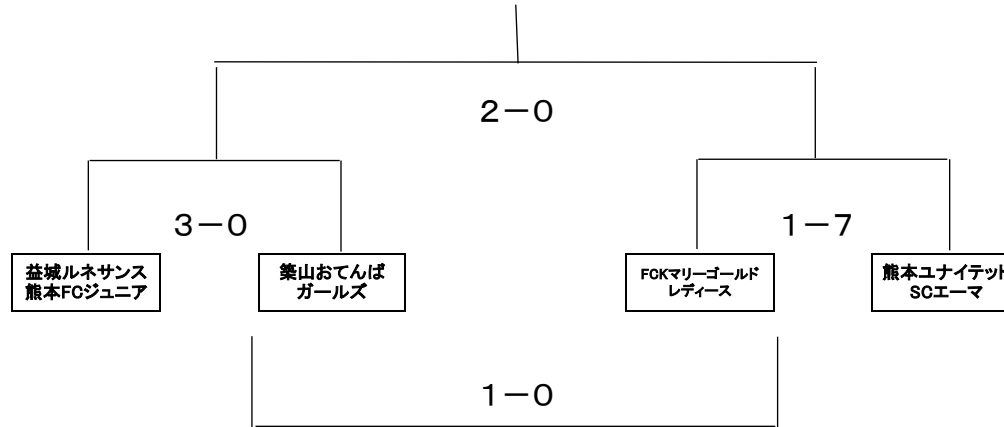 ２－０
３－０
１－７
益城ルネサンス
熊本FCジュニア
築山おてんば
ガールズ
FCKマリーゴールド
レディース
熊本ユナイテット
SCエーマ
１－０